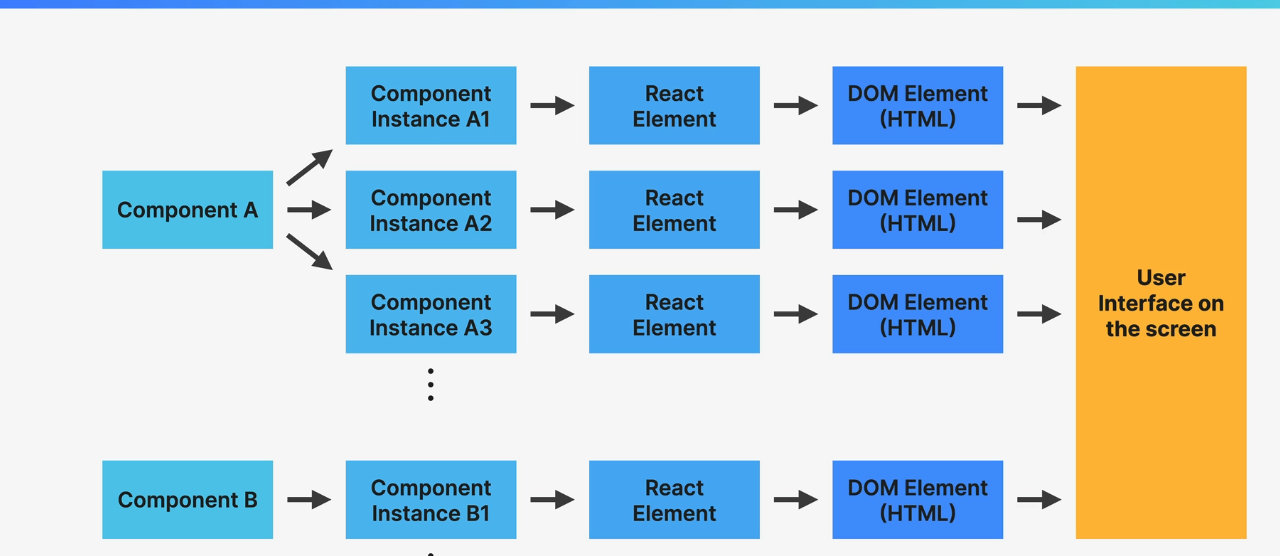 Component
Instance A1
React
Element
DOM Element
(HTML)
Component A
Component
Instance A2
React
Element
DOM Element
(HTML)
Component
Instance A3
React
Element
DOM Element
(HTML)
User
Interface on
the screen
Component B
Component
Instance B1
React
Element
DOM Element
(HTML)